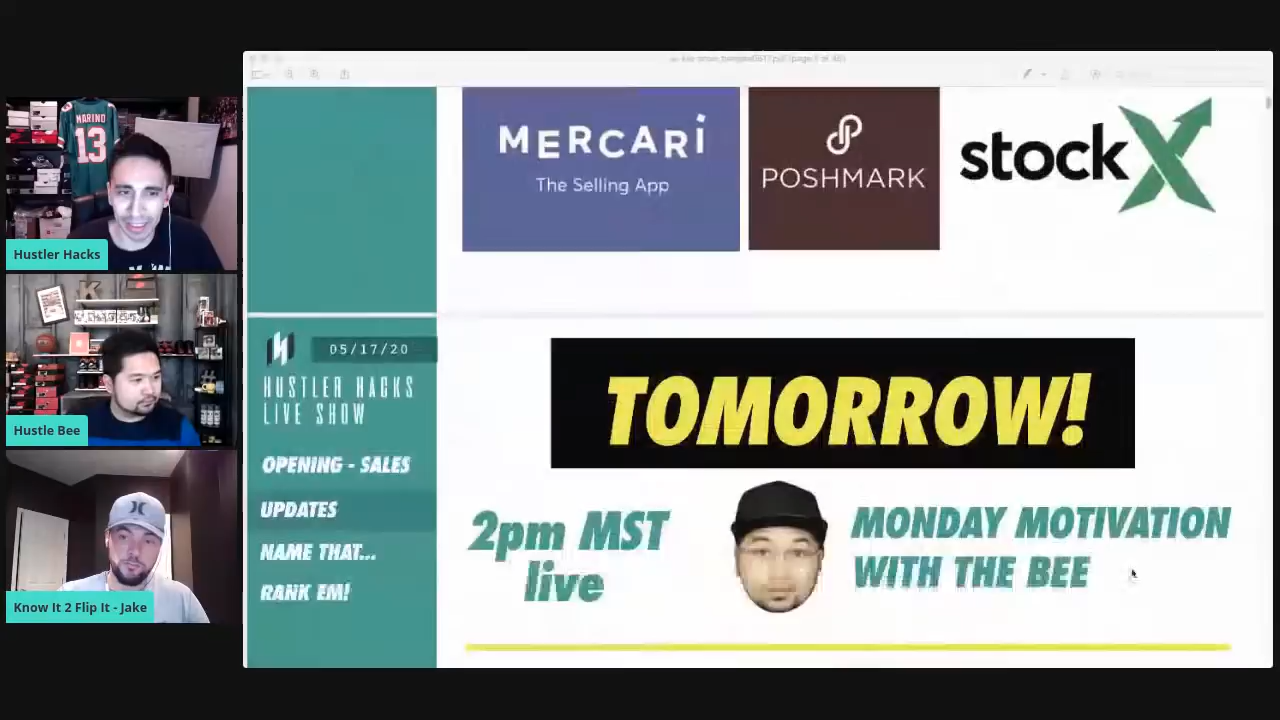 MARINO
13
Hustler Hacks
K
Hustle Bee
Know It 2 Flip It - Jake
MERCARI
The Selling App
POSHMARK
stockX
05/17/20
HUSTLER HACKS
LIVE SHOW
OPENING - SALES
UPDATES
NAME THAT...
RANK EM!
TOMORROW!
2pm MST
live
MONDAY MOTIVATION
WITH THE BEE